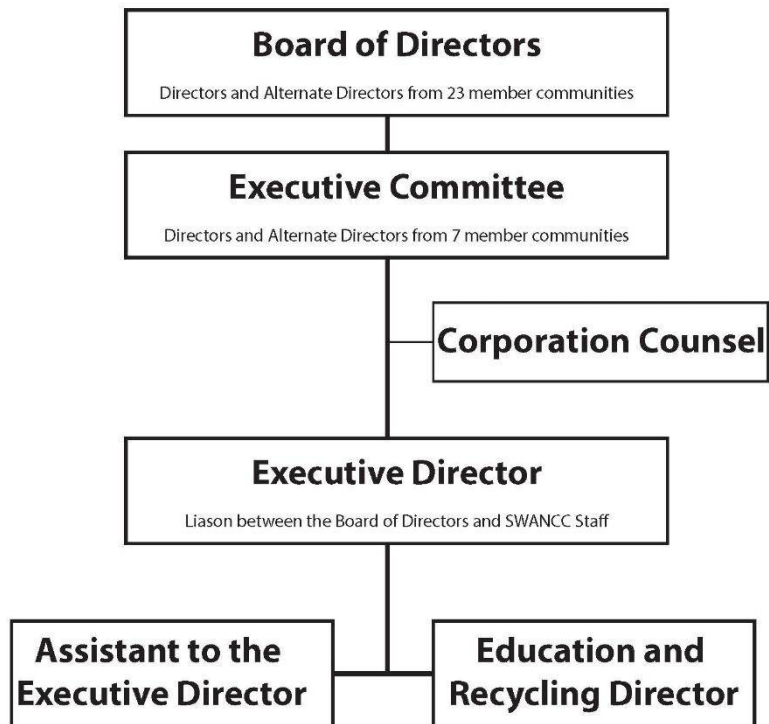 Board of Directors
Directors and Alternate Directors from 23 member communities
Executive Committee
Directors and Alternate Directors from 7 member communities
Corporation Counsel
Executive Director
Liason between the Board of Directors and SWANCC Staff
Assistant to the
Executive Director
Education and
Recycling Director